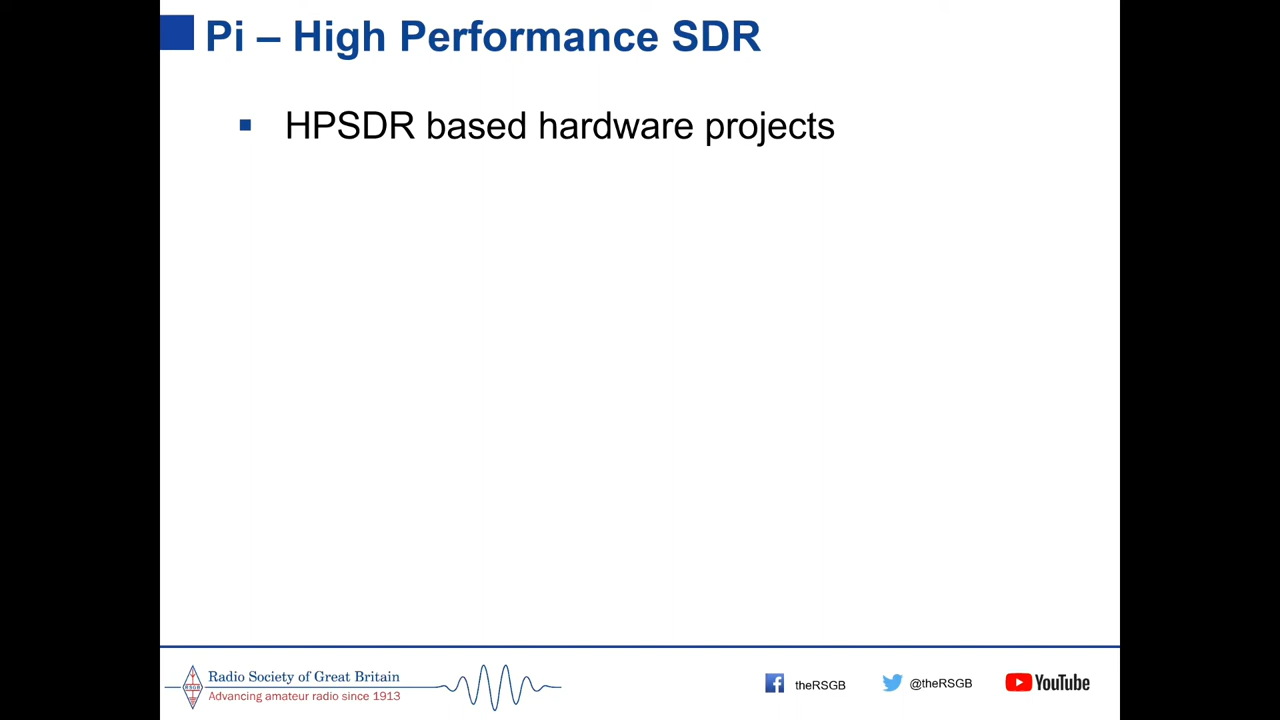 Pi – High Performance SDR
▪ HPSDR based hardware projects
RSGB
Radio Society of Great Britain
Advancing amateur radio since 1913
theRSGB
@theRSGB
YouTube